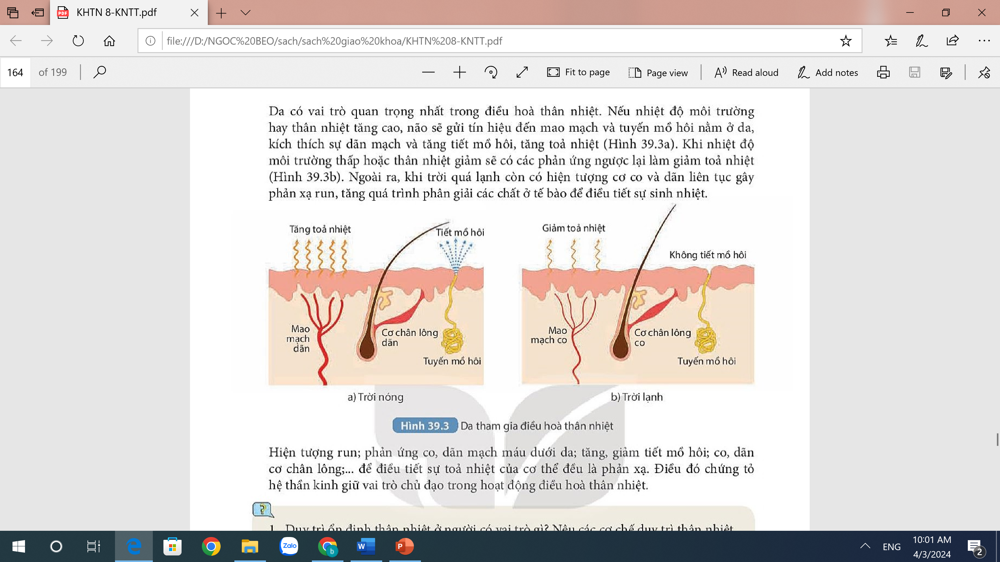 KHTN 8-KNTT.pdf
file:///D:/NGOC%20BEO/sach/sach%20giao%20khoa/KHTN%208-KNTT.pdf
164 of 199
Fit to page
Page view
Read aloud
Add notes
Da có vai trò quan trọng nhất trong điều hoà thân nhiệt. Nếu nhiệt độ môi trường
hay thân nhiệt tăng cao, não sẽ gửi tín hiệu đến mao mạch và tuyến mồ hôi nằm ở da,
kích thích sự dãn mạch và tăng tiết mồ hôi, tăng toả nhiệt (Hình 39.3a). Khi nhiệt độ
môi trường thấp hoặc thân nhiệt giảm sẽ có các phản ứng ngược lại làm giảm toả nhiệt
(Hình 39.3b). Ngoài ra, khi trời quá lạnh còn có hiện tượng cơ co và dãn liên tục gây
phản xạ run, tăng quá trình phân giải các chất ở tế bào để điều tiết sự sinh nhiệt.
Tăng toả nhiệt
Tiết mồ hôi
Mao
mạch
dãn
Cơ chân lông
dãn
Tuyến mồ hôi
a) Trời nóng
Giảm toả nhiệt
Không tiết mồ hôi
Mao
mạch co
Cơ chân lông
co
Tuyến mồ hôi
b) Trời lạnh
Hình 39.3 Da tham gia điều hoà thân nhiệt
Hiện tượng run; phản ứng co, dãn mạch máu dưới da; tăng, giảm tiết mồ hôi; co, dãn
cơ chân lông;... để điều tiết sự toả nhiệt của cơ thể đều là phản xạ. Điều đó chứng tỏ
hệ thần kinh giữ vai trò chủ đạo trong hoạt động điều hoà thân nhiệt.
?
1. Duy trì ổn định thân nhiệt ở người có vai trò gì? Nêu các cơ chế duy trì thân nhiệt
Zalo
b
W
P
ENG
10:01 AM
4/3/2024
2